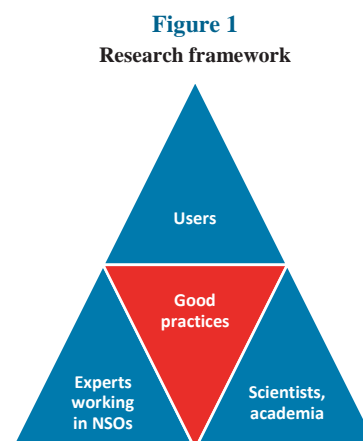 Figure 1
Research framework
Users
Good
practices
Experts
working
in NSOs
Scientists,
academia